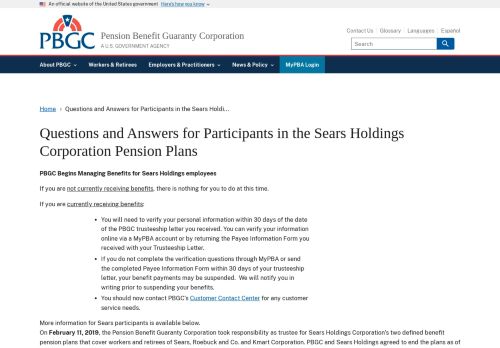 An official website of the United States government Here's how you know
PBGC
Pension Benefit Guaranty Corporation
A U.S. GOVERNMENT AGENCY
Contact Us Glossary Languages Español
Search
About PBGC Workers & Retirees Employers & Practitioners News & Policy MyPBA Login
Home › Questions and Answers for Participants in the Sears Holdi...
Questions and Answers for Participants in the Sears Holdings
Corporation Pension Plans
PBGC Begins Managing Benefits for Sears Holdings employees
If you are not currently receiving benefits, there is nothing for you to do at this time.
If you are currently receiving benefits:
• You will need to verify your personal information within 30 days of the date
of the PBGC trusteeship letter you received. You can verify your information
online via a MyPBA account or by returning the Payee Information Form you
received with your Trusteeship Letter.
• If you do not complete the verification questions through MyPBA or send
the completed Payee Information Form within 30 days of your trusteeship
letter, your benefit payments may be suspended. We will notify you in
writing prior to suspending your benefits.
• You should now contact PBGC's Customer Contact Center for any customer
service needs.
More information for Sears participants is available below.
On February 11, 2019, the Pension Benefit Guaranty Corporation took responsibility as trustee for Sears Holdings Corporation's two defined benefit
pension plans that cover workers and retirees of Sears, Roebuck and Co. and Kmart Corporation. PBGC and Sears Holdings agreed to end the plans as of